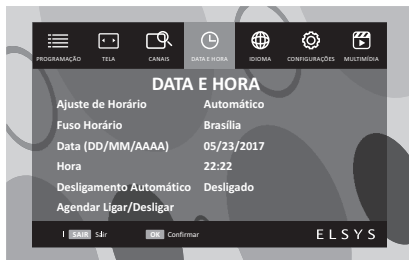 PROGRAMAÇÃO TELA CANAIS DATA E HORA IDIOMA CONFIGURAÇÕES MULTIMÍDIA
DATA E HORA
Ajuste de Horário Automático
Fuso Horário Brasília
Data (DD/MM/AAAA) 05/23/2017
Hora 22:22
Desligamento Automático Desligado
Agendar Ligar/Desligar
I SAIR Sair OK Confirmar ELSYS